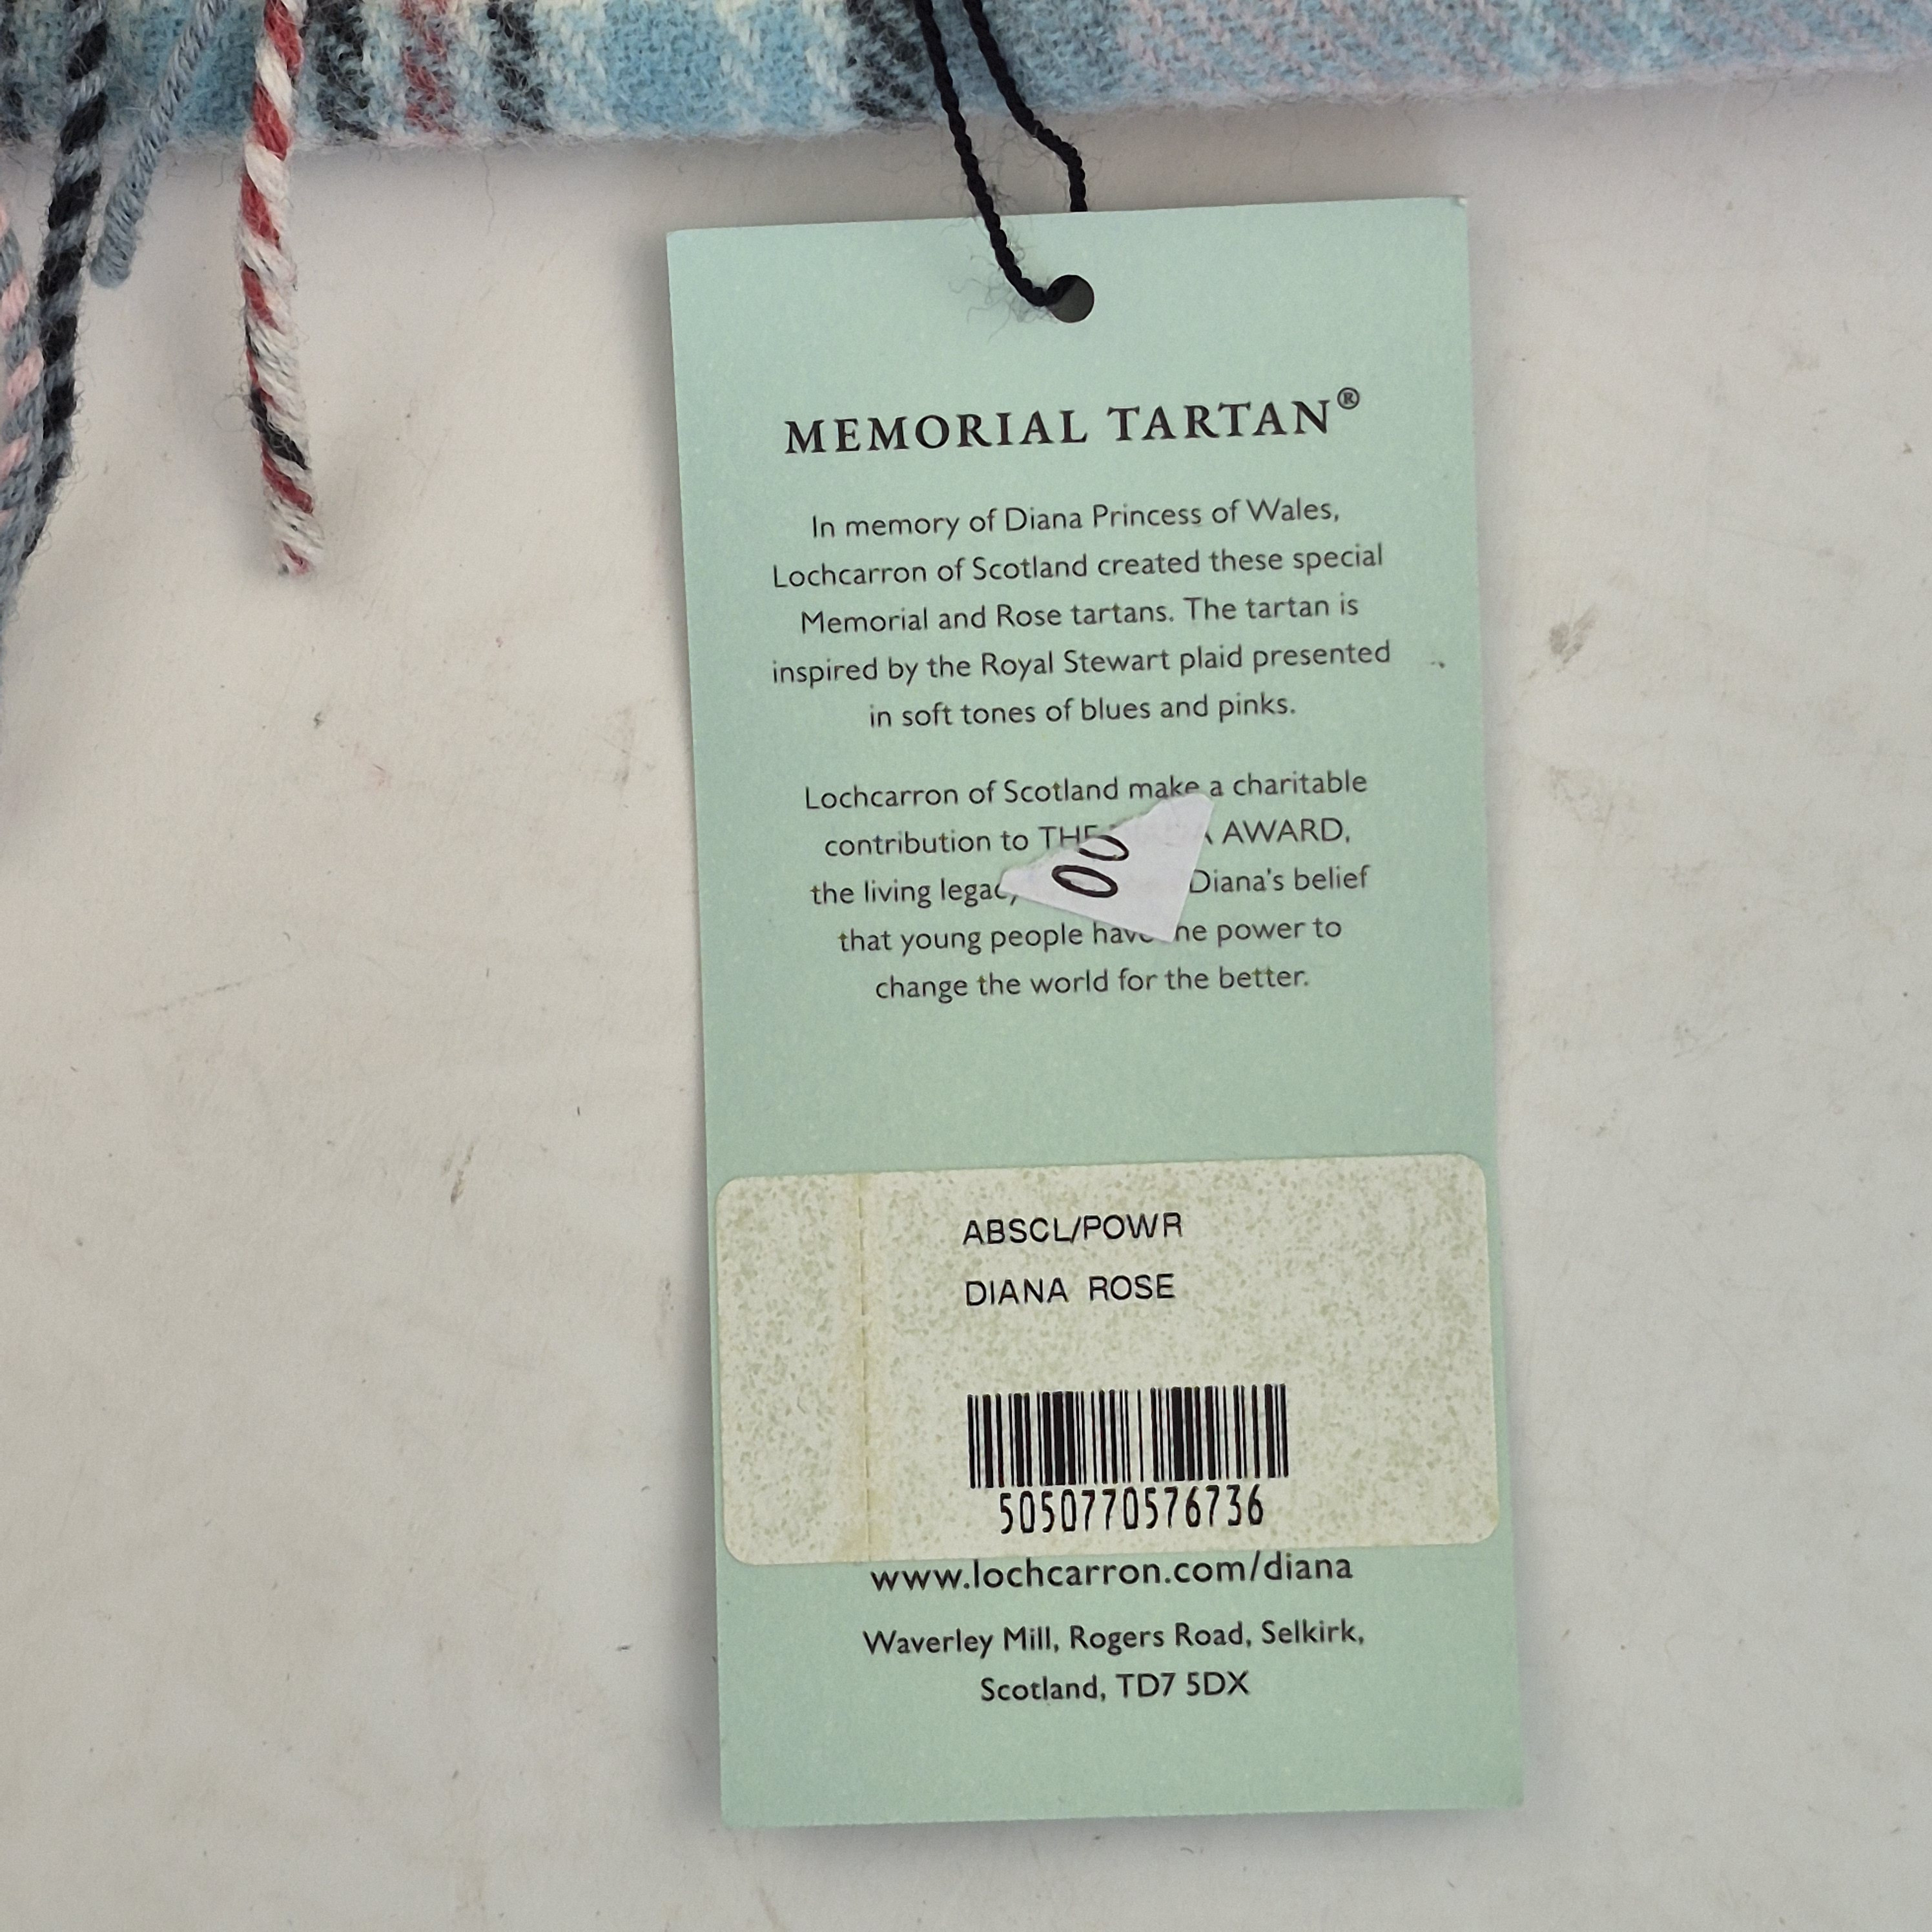 MEMORIAL TARTAN®
In memory of Diana Princess of Wales,
Lochcarron of Scotland created these special
Memorial and Rose tartans. The tartan is
inspired by the Royal Stewart plaid presented
in soft tones of blues and pinks.
Lochcarron of Scotland make a charitable
contribution to THE AWARD,
the living Diana's belief
that young people have the power to
change the world for the better.
00
ABSCL/POWR
DIANA ROSE
5050770576736
www.lochcarron.com/diana
Waverley Mill, Rogers Road, Selkirk,
Scotland, TD7 5DX